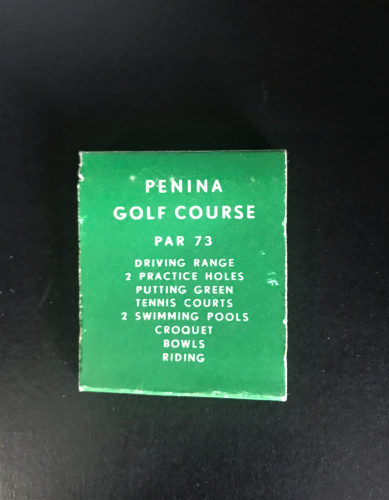 PENINA
GOLF COURSE
PAR 73
DRIVING RANGE
2 PRACTICE HOLES
PUTTING GREEN
TENNIS COURTS
2 SWIMMING POOLS
CROQUET
BOWLS
RIDING